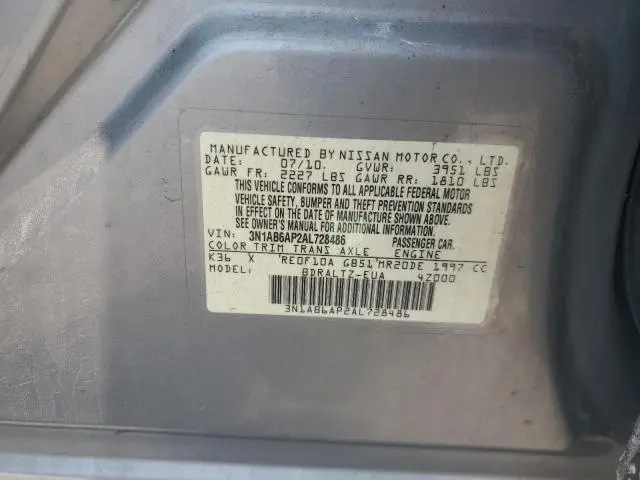 MANUFACTURED BY NISSAN MOTOR CO., LTD.
DATE: 07/10. GVWR: 3951 LBS
GAWR FR: 2227 LBS GAWR RR: 1810 LBS
THIS VEHICLE CONFORMS TO ALL APPLICABLE FEDERAL MOTOR
VEHICLE SAFETY, BUMPER AND THEFT PREVENTION STANDARDS
IN EFFECT ON THE DATE OF MANUFACTURE SHOWN ABOVE.
SEE OWNER'S MANUAL FOR ADDITIONAL INFORMATION.
VIN: 3N1AB6AP2AL728486 PASSENGER CAR.
COLOR TRIM TRANS AXLE ENGINE
K36 X RE0F10A GB51 MR20DE 1997 CC
MODEL: BDRALTZ-EUA 4Z000
3N1AB6AP2AL728486